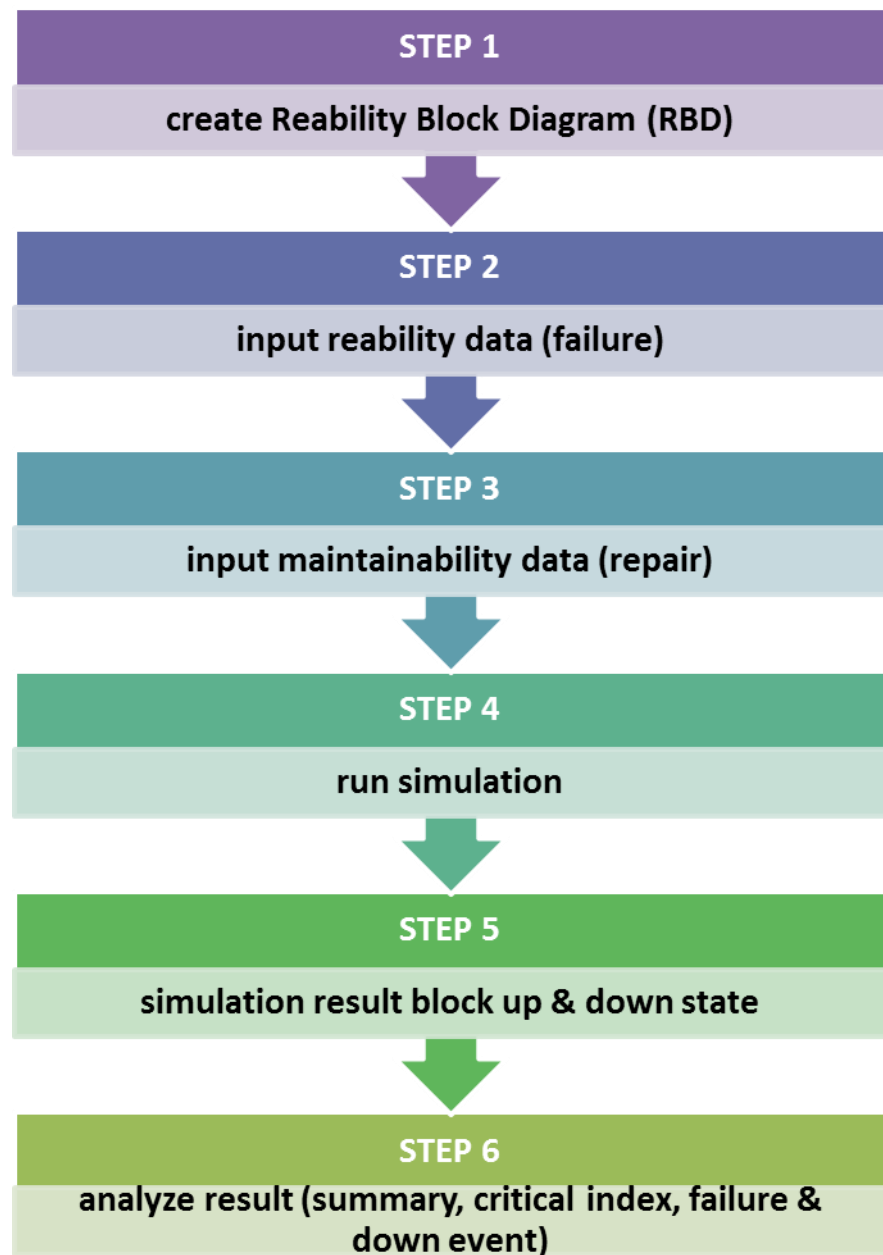 STEP 1
create Reability Block Diagram (RBD)
STEP 2
input reability data (failure)
STEP 3
input maintainability data (repair)
STEP 4
run simulation
STEP 5
simulation result block up & down state
STEP 6
analyze result (summary, critical index, failure &
down event)